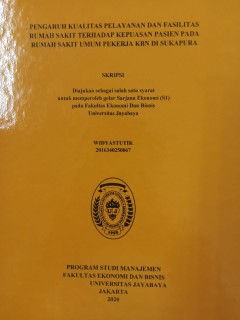 PENGARUH KUALITAS PELAYANAN DAN FASILITAS
RUMAH SAKIT TERHADAP KEPUASAN PASIEN PADA
RUMAH SAKIT UMUM PEKERJA KBN DI SUKAPURA
SKRIPSI
Diajukan sebagai salah satu syarat
untuk memperoleh gelar Sarjana Ekonomi (S1)
pada Fakultas Ekonomi Dan Bisnis
Universitas Jayabaya
WIDYASTUTIK
2016340250067
PROGRAM STUDI MANAJEMEN
FAKULTAS EKONOMI DAN BISNIS
UNIVERSITAS JAYABAYA
JAKARTA
2020